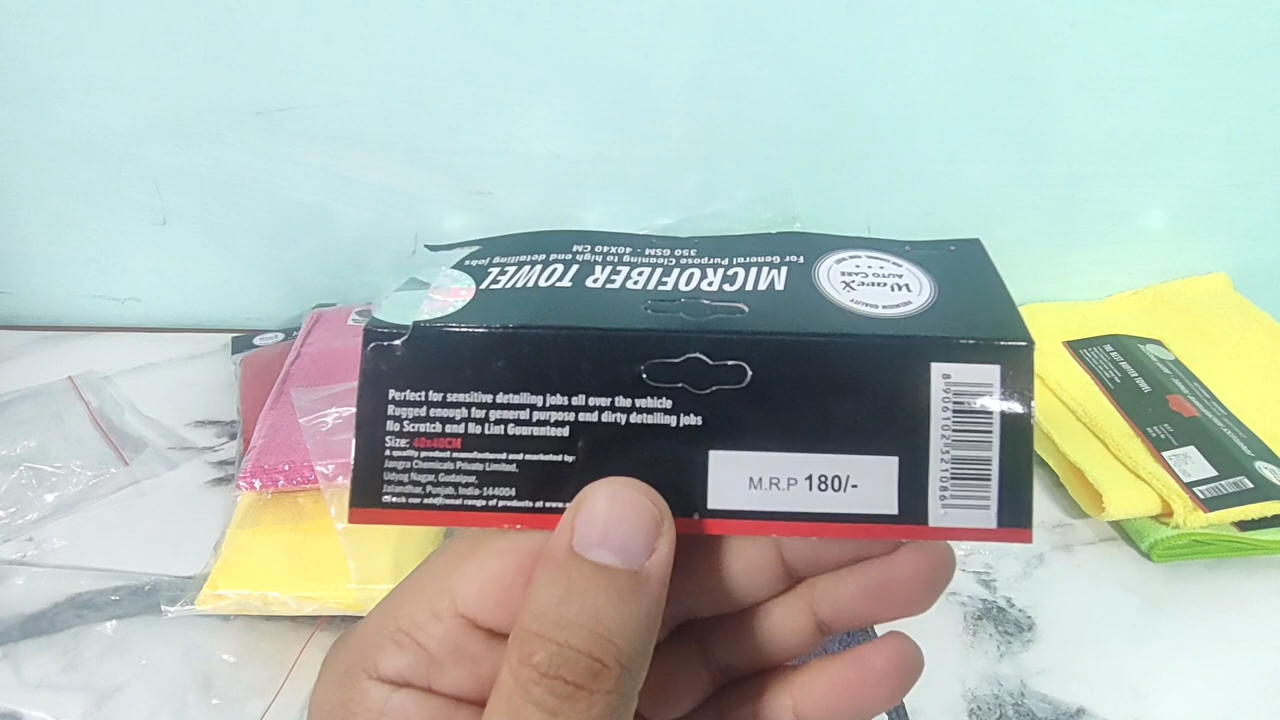 350 GSM - 40X40 CM
For General Purpose Cleaning to high end detailing jobs
MICROFIBER TOWEL
PREMIUM QUALITY
WaveX
AUTO CARE
Perfect for sensitive detailing jobs all over the vehicle
Rugged enough for general purpose and dirty detailing jobs
No Scratch and No Lint Guaranteed
Size: 40x40CM
A quality product manufactured and marketed by:
Jangra Chemicals Private Limited,
Udyog Nagar, Gadaipur,
Jalandhar, Punjab, India-144004
Check our additional range of products at www.
M.R.P 180/-
8906102321086